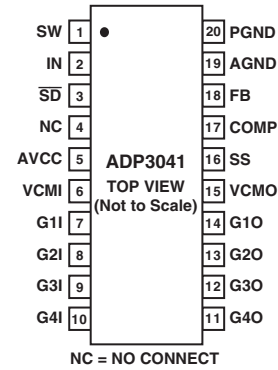 SW 1 20 PGND
IN 2 19 AGND
SD 3 18 FB
NC 4 17 COMP
AVCC 5 ADP3041 16 SS
VCMI 6 TOP VIEW 15 VCMO
(Not to Scale)
G1I 7 14 G1O
G2I 8 13 G2O
G3I 9 12 G3O
G4I 10 11 G4O
NC = NO CONNECT